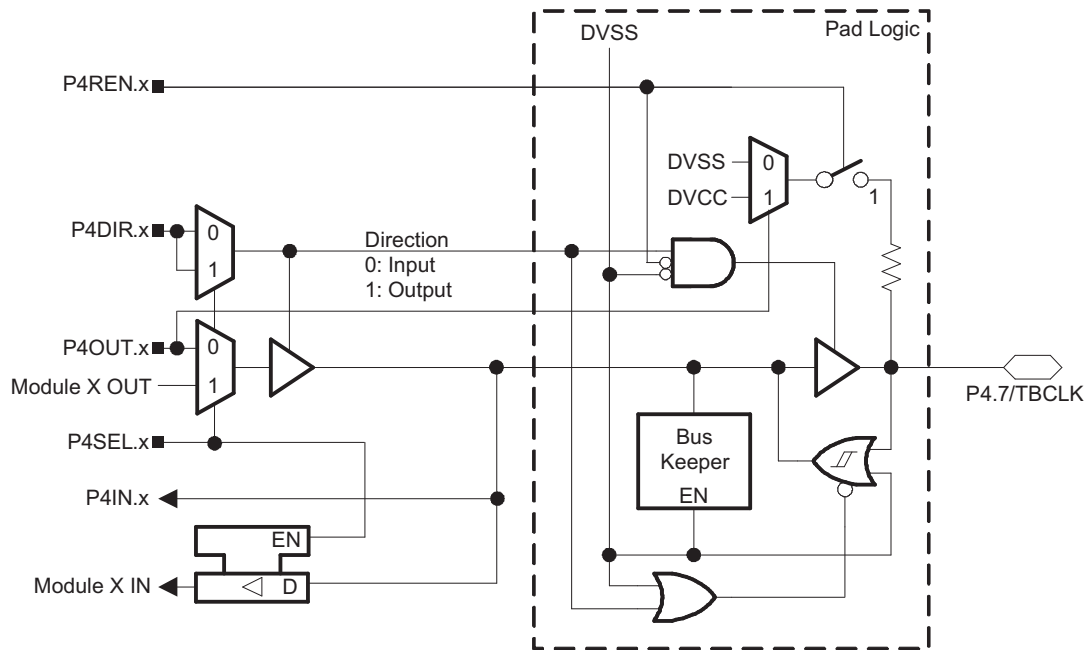 DVSS
Pad Logic
P4REN.x
DVSS
0
DVCC
1
1
P4DIR.x
0
1
Direction
0: Input
1: Output
P4OUT.x
0
Module X OUT
1
P4.7/TBCLK
P4SEL.x
Bus
Keeper
EN
P4IN.x
EN
Module X IN
D